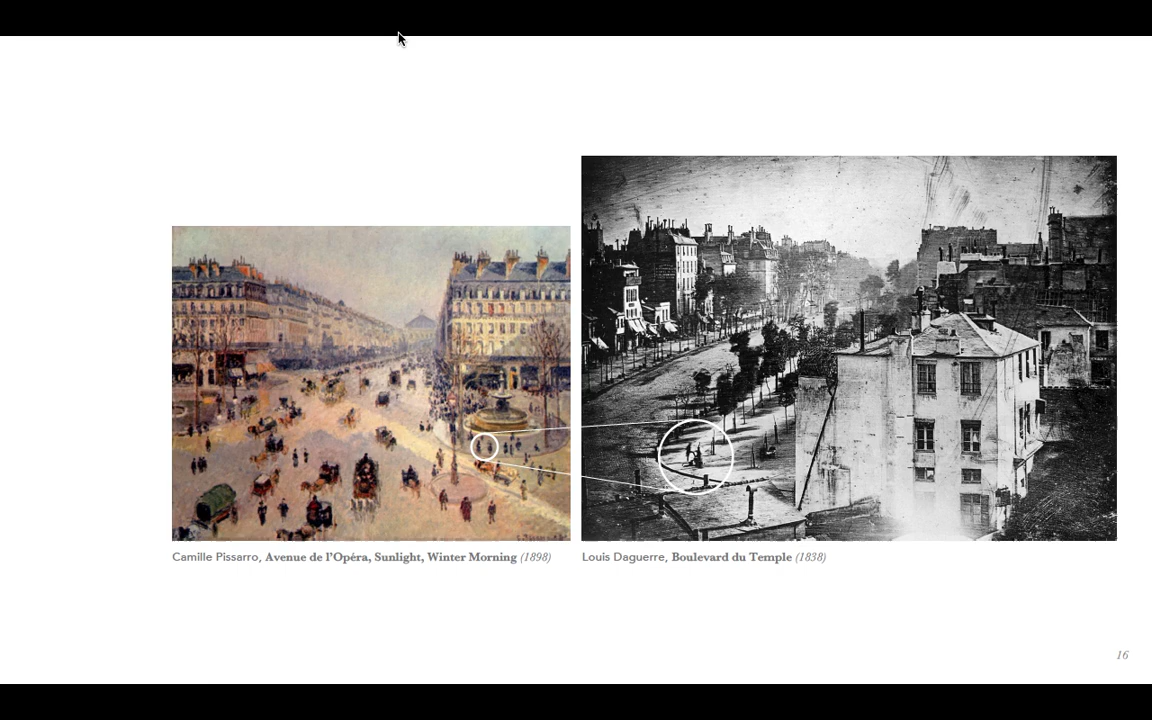 Camille Pissarro, Avenue de l'Opéra, Sunlight, Winter Morning (1898)
Louis Daguerre, Boulevard du Temple (1838)
16